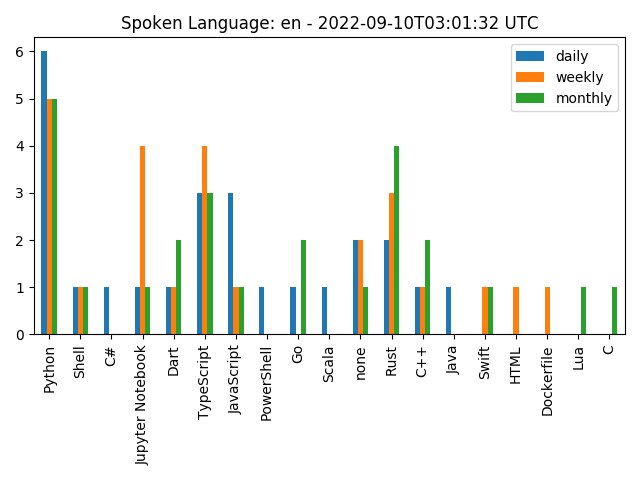 Spoken Language: en - 2022-09-10T03:01:32 UTC
daily
weekly
monthly
6
5
4
3
2
1
0
Python
Shell
C#
Jupyter Notebook
Dart
TypeScript
JavaScript
PowerShell
Go
Scala
none
Rust
C++
Java
Swift
HTML
Dockerfile
Lua
C